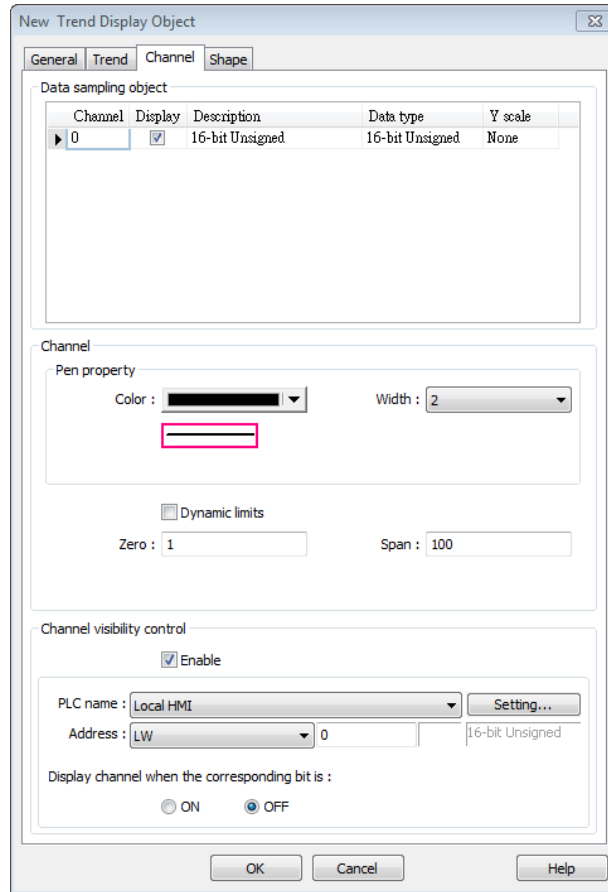 New Trend Display Object
General Trend Channel Shape
Data sampling object
Channel Display Description Data type Y scale
0 16-bit Unsigned 16-bit Unsigned None
Channel
Pen property
Color : Width : 2
Dynamic limits
Zero : 1 Span : 100
Channel visibility control
Enable
PLC name : Local HMI Setting...
Address : LW 0 16-bit Unsigned
Display channel when the corresponding bit is :
ON OFF
OK Cancel Help